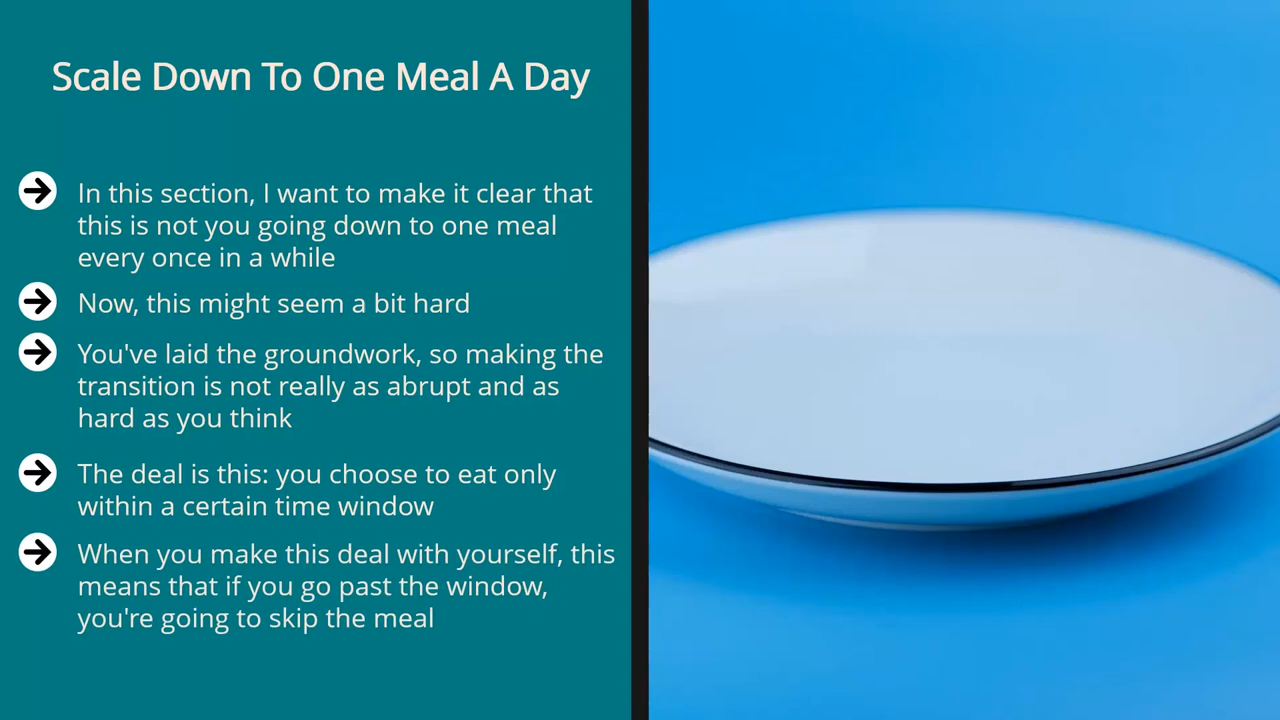 Scale Down To One Meal A Day
In this section, I want to make it clear that
this is not you going down to one meal
every once in a while
Now, this might seem a bit hard
You've laid the groundwork, so making the
transition is not really as abrupt and as
hard as you think
The deal is this: you choose to eat only
within a certain time window
When you make this deal with yourself, this
means that if you go past the window,
you're going to skip the meal